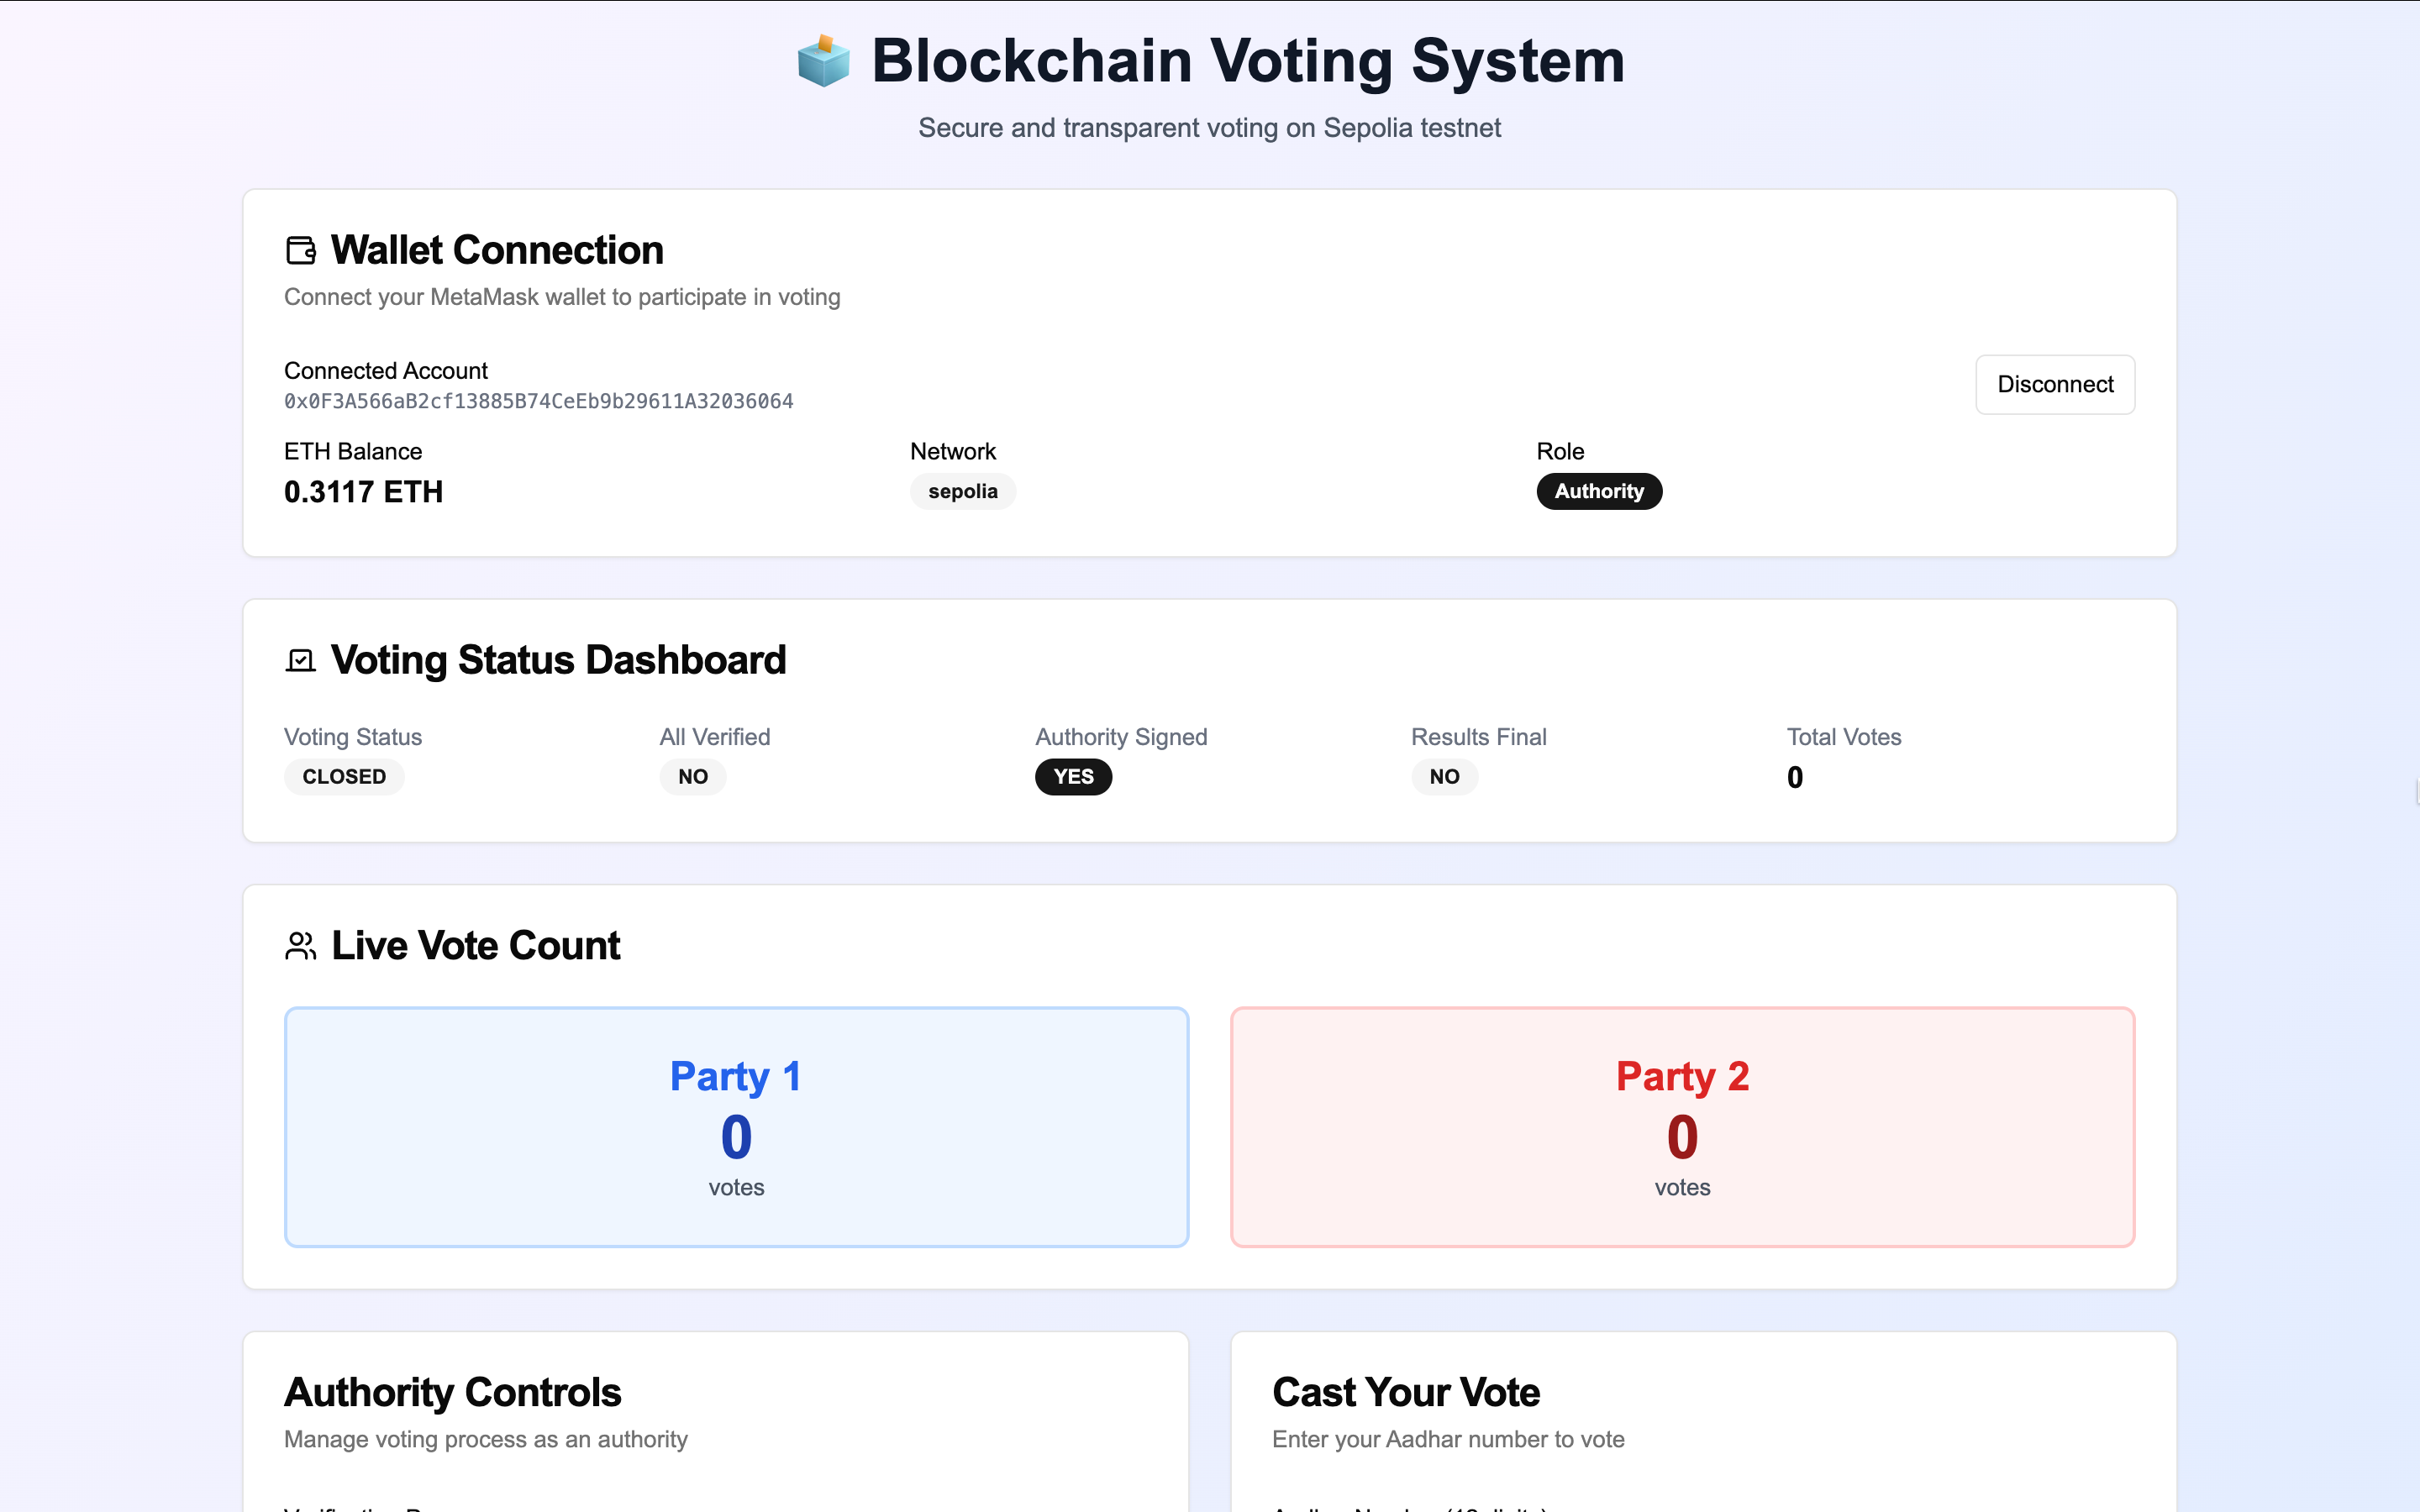 Blockchain Voting System
Secure and transparent voting on Sepolia testnet
Wallet Connection
Connect your MetaMask wallet to participate in voting
Connected Account
0x0F3A566aB2cf13885B74CeEb9b29611A32036064
Disconnect
ETH Balance
Network
Role
0.3117 ETH
sepolia
Authority
Voting Status Dashboard
Voting Status
All Verified
Authority Signed
Results Final
Total Votes
CLOSED
NO
YES
NO
0
Live Vote Count
Party 1
0
votes
Party 2
0
votes
Authority Controls
Manage voting process as an authority
Cast Your Vote
Enter your Aadhar number to vote